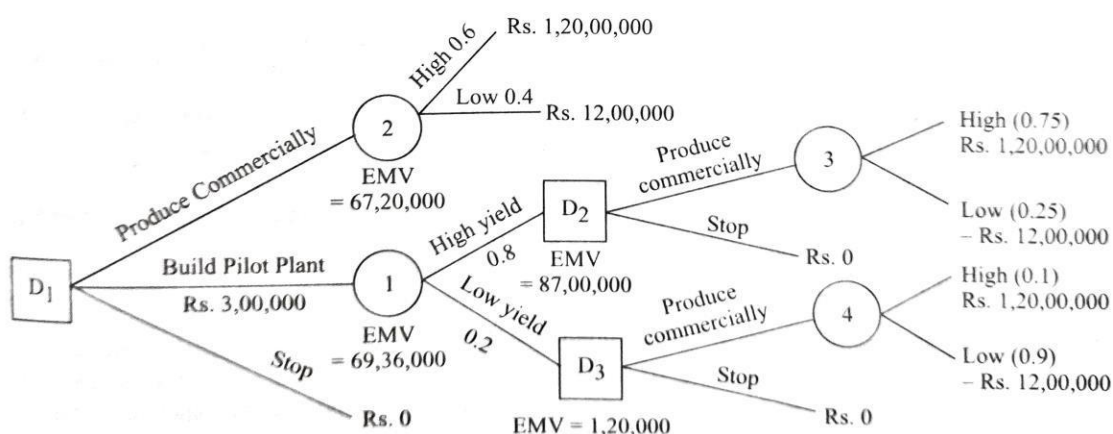 High 0.6
Rs. 1,20,00,000
Low 0.4
Rs. 12,00,000
2
EMV
= 67,20,000
Produce Commercially
D1
Build Pilot Plant
Rs. 3,00,000
1
EMV
= 69,36,000
Stop
Rs. 0
High yield
0.8
D2
EMV
= 87,00,000
Produce
commercially
3
High (0.75)
Rs. 1,20,00,000
Low (0.25)
– Rs. 12,00,000
Stop
Rs. 0
Low yield
0.2
D3
EMV = 1,20,000
Produce
commercially
4
High (0.1)
Rs. 1,20,00,000
Low (0.9)
– Rs. 12,00,000
Stop
Rs. 0